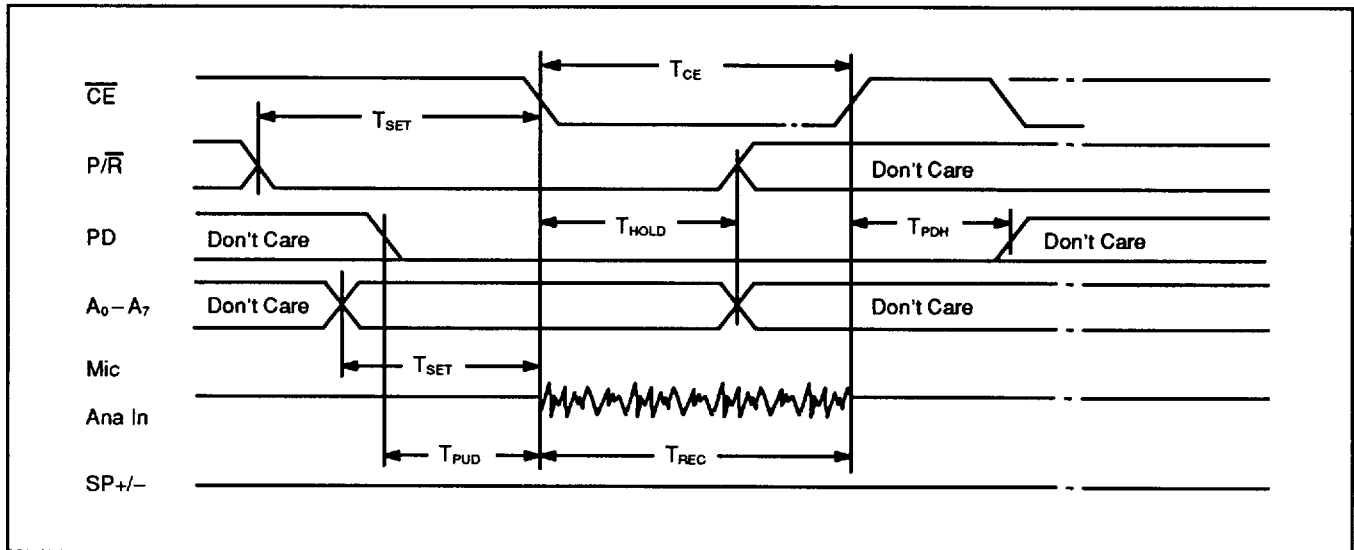 T_CE
C̅E̅
T_SET
P/R̅ Don't Care
T_HOLD T_PDH
PD Don't Care Don't Care
A₀–A₇ Don't Care Don't Care
Mic T_SET
Ana In
T_PUD T_REC
SP+/–